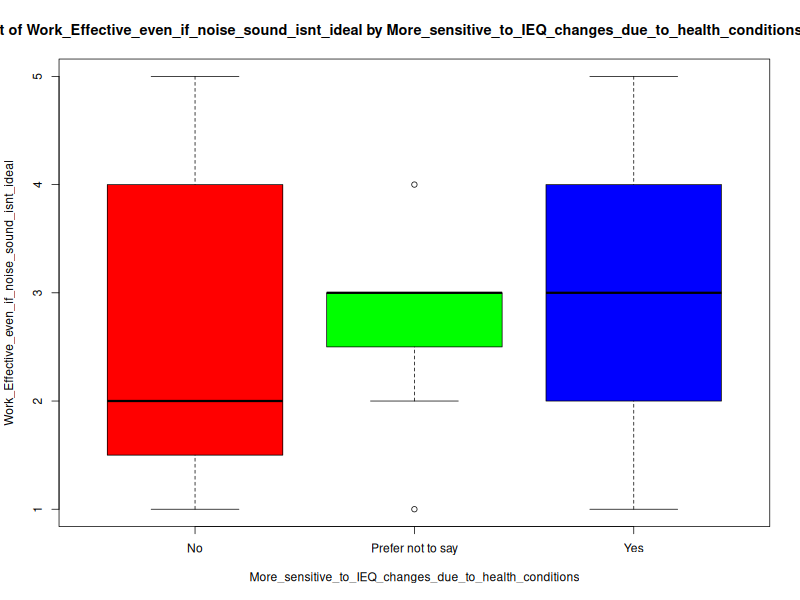 t of Work_Effective_even_if_noise_sound_isnt_ideal by More_sensitive_to_IEQ_changes_due_to_health_conditions
5
4
3
2
1
Work_Effective_even_if_noise_sound_isnt_ideal
No Prefer not to say Yes
More_sensitive_to_IEQ_changes_due_to_health_conditions